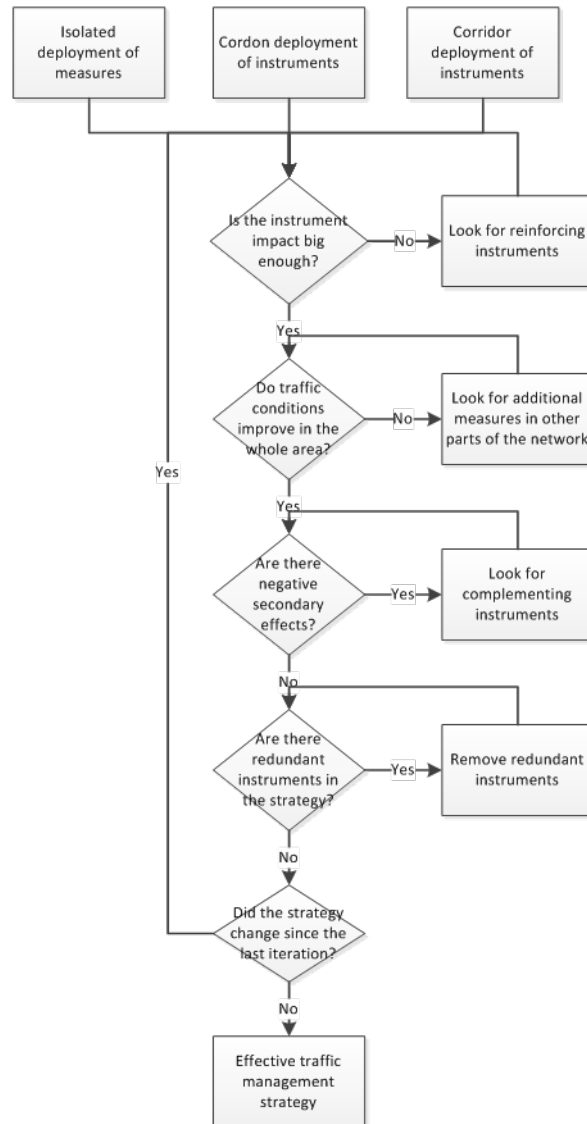 Isolated
deployment of
measures
Cordon deployment
of instruments
Corridor
deployment of
instruments
Is the instrument
impact big
enough?
No
Look for reinforcing
instruments
Yes
Do traffic
conditions
improve in the
whole area?
No
Look for additional
measures in other
parts of the network
Yes
Yes
Are there
negative
secondary
effects?
Yes
Look for
complementing
instruments
No
Are there
redundant
instruments in
the strategy?
Yes
Remove redundant
instruments
No
Did the strategy
change since the
last iteration?
No
Effective traffic
management
strategy